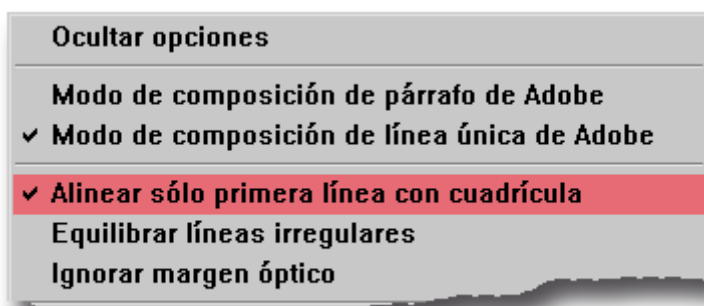 Ocultar opciones
Modo de composición de párrafo de Adobe
Modo de composición de línea única de Adobe
Alinear sólo primera línea con cuadrícula
Equilibrar líneas irregulares
Ignorar margen óptico